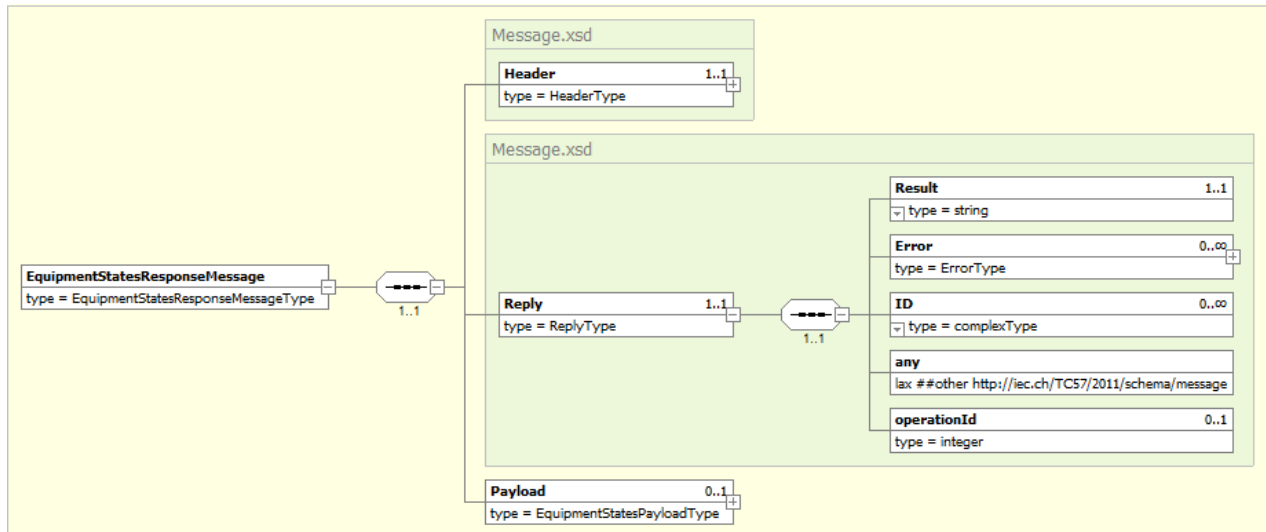 Message.xsd
Header 1..1
type = HeaderType
Message.xsd
Result 1..1
type = string
Error 0..∞
type = ErrorType
EquipmentStatesResponseMessage
type = EquipmentStatesResponseMessageType
1..1
Reply 1..1
type = ReplyType
1..1
ID 0..∞
type = complexType
any
lax ##other http://iec.ch/TC57/2011/schema/message
operationId 0..1
type = integer
Payload 0..1
type = EquipmentStatesPayloadType